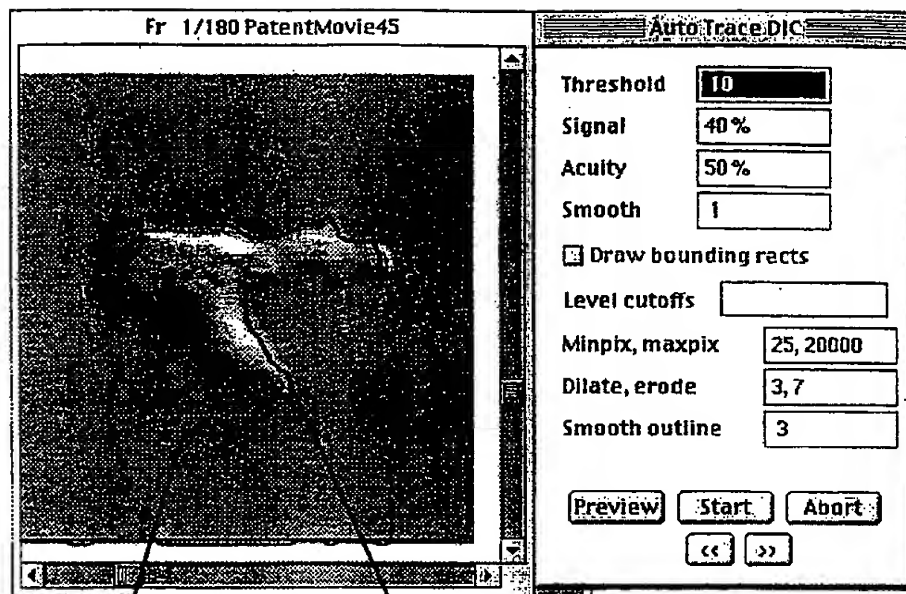 Fr 1/180 PatentMovie45
Auto Trace DIC
Threshold 10
Signal 40%
Acuity 50%
Smooth 1
Draw bounding rects
Level cutoffs
Minpix, maxpix 25, 20000
Dilate, erode 3, 7
Smooth outline 3
Preview Start Abort
<< >>